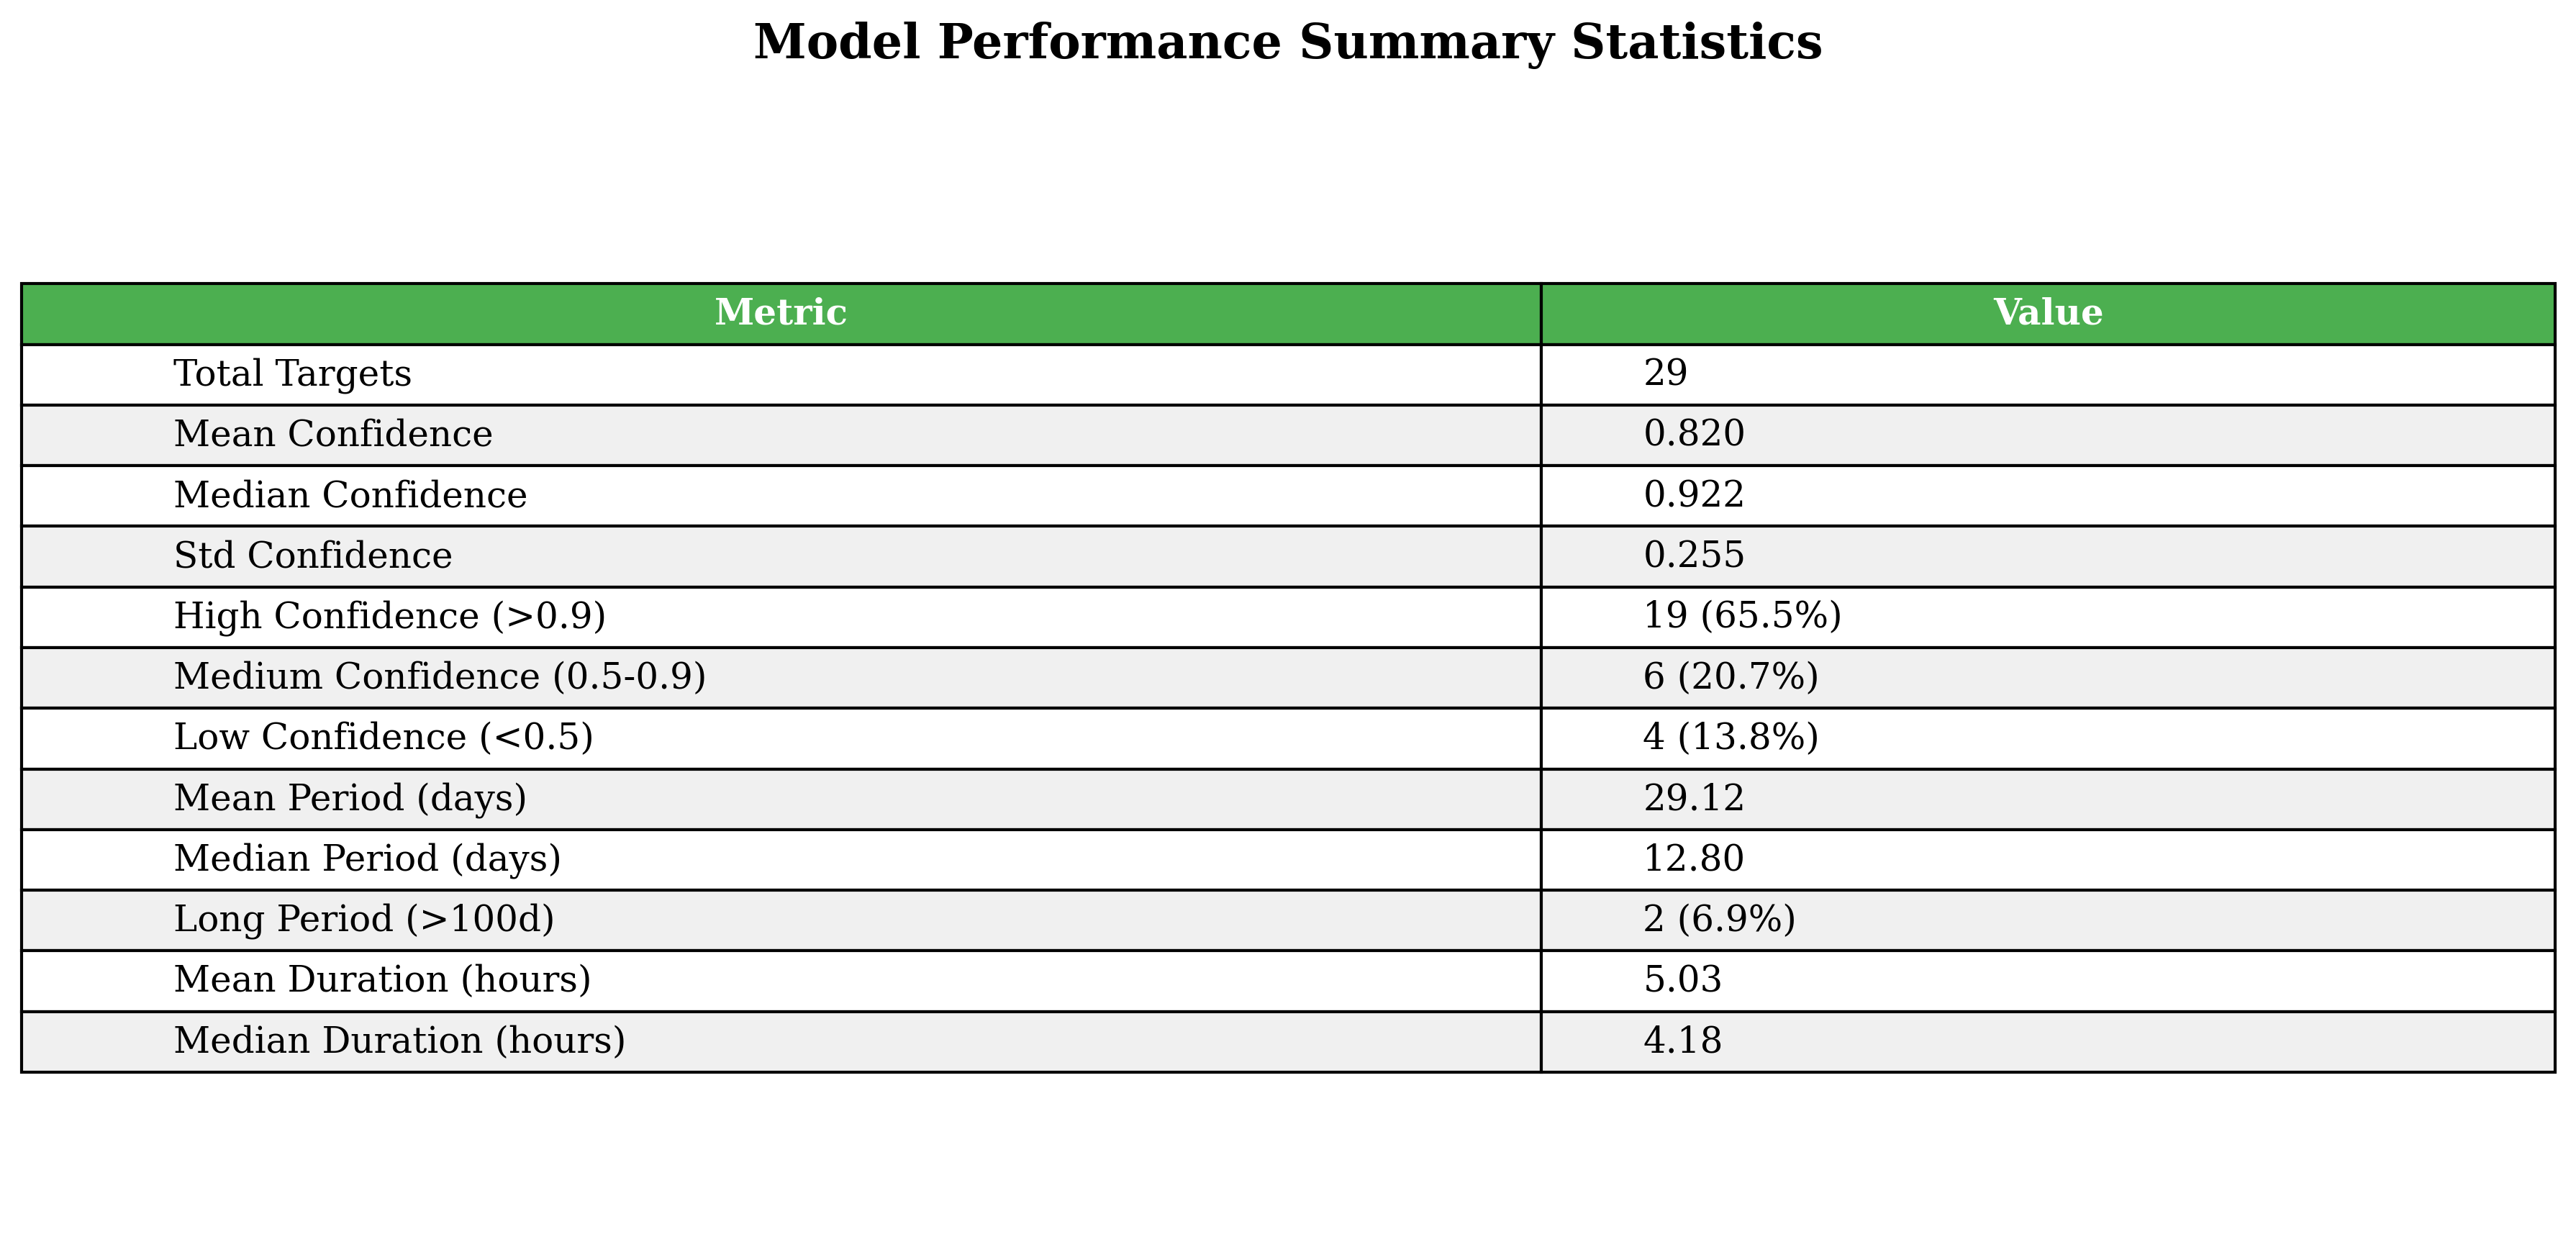 Model Performance Summary Statistics
Metric Value
Total Targets 29
Mean Confidence 0.820
Median Confidence 0.922
Std Confidence 0.255
High Confidence (>0.9) 19 (65.5%)
Medium Confidence (0.5-0.9) 6 (20.7%)
Low Confidence (<0.5) 4 (13.8%)
Mean Period (days) 29.12
Median Period (days) 12.80
Long Period (>100d) 2 (6.9%)
Mean Duration (hours) 5.03
Median Duration (hours) 4.18